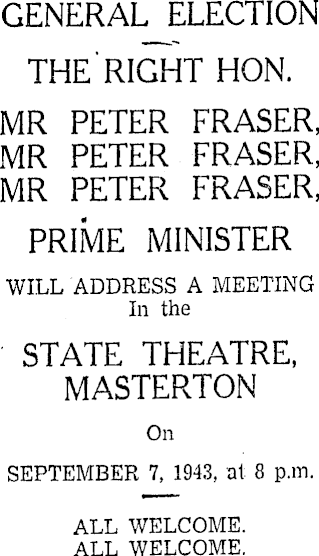 GENERAL ELECTION
THE RIGHT HON.
MR PETER FRASER,
MR PETER FRASER,
MR PETER FRASER,
PRIME MINISTER
WILL ADDRESS A MEETING
In the
STATE THEATRE,
MASTERTON
On
SEPTEMBER 7, 1943, at 8 p.m.
ALL WELCOME.
ALL WELCOME.